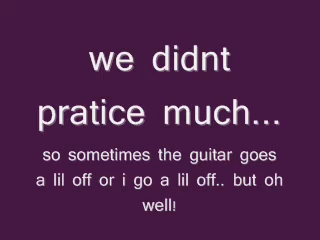 we didnt
pratice much...
so sometimes the guitar goes
a lil off or i go a lil off.. but oh
well!